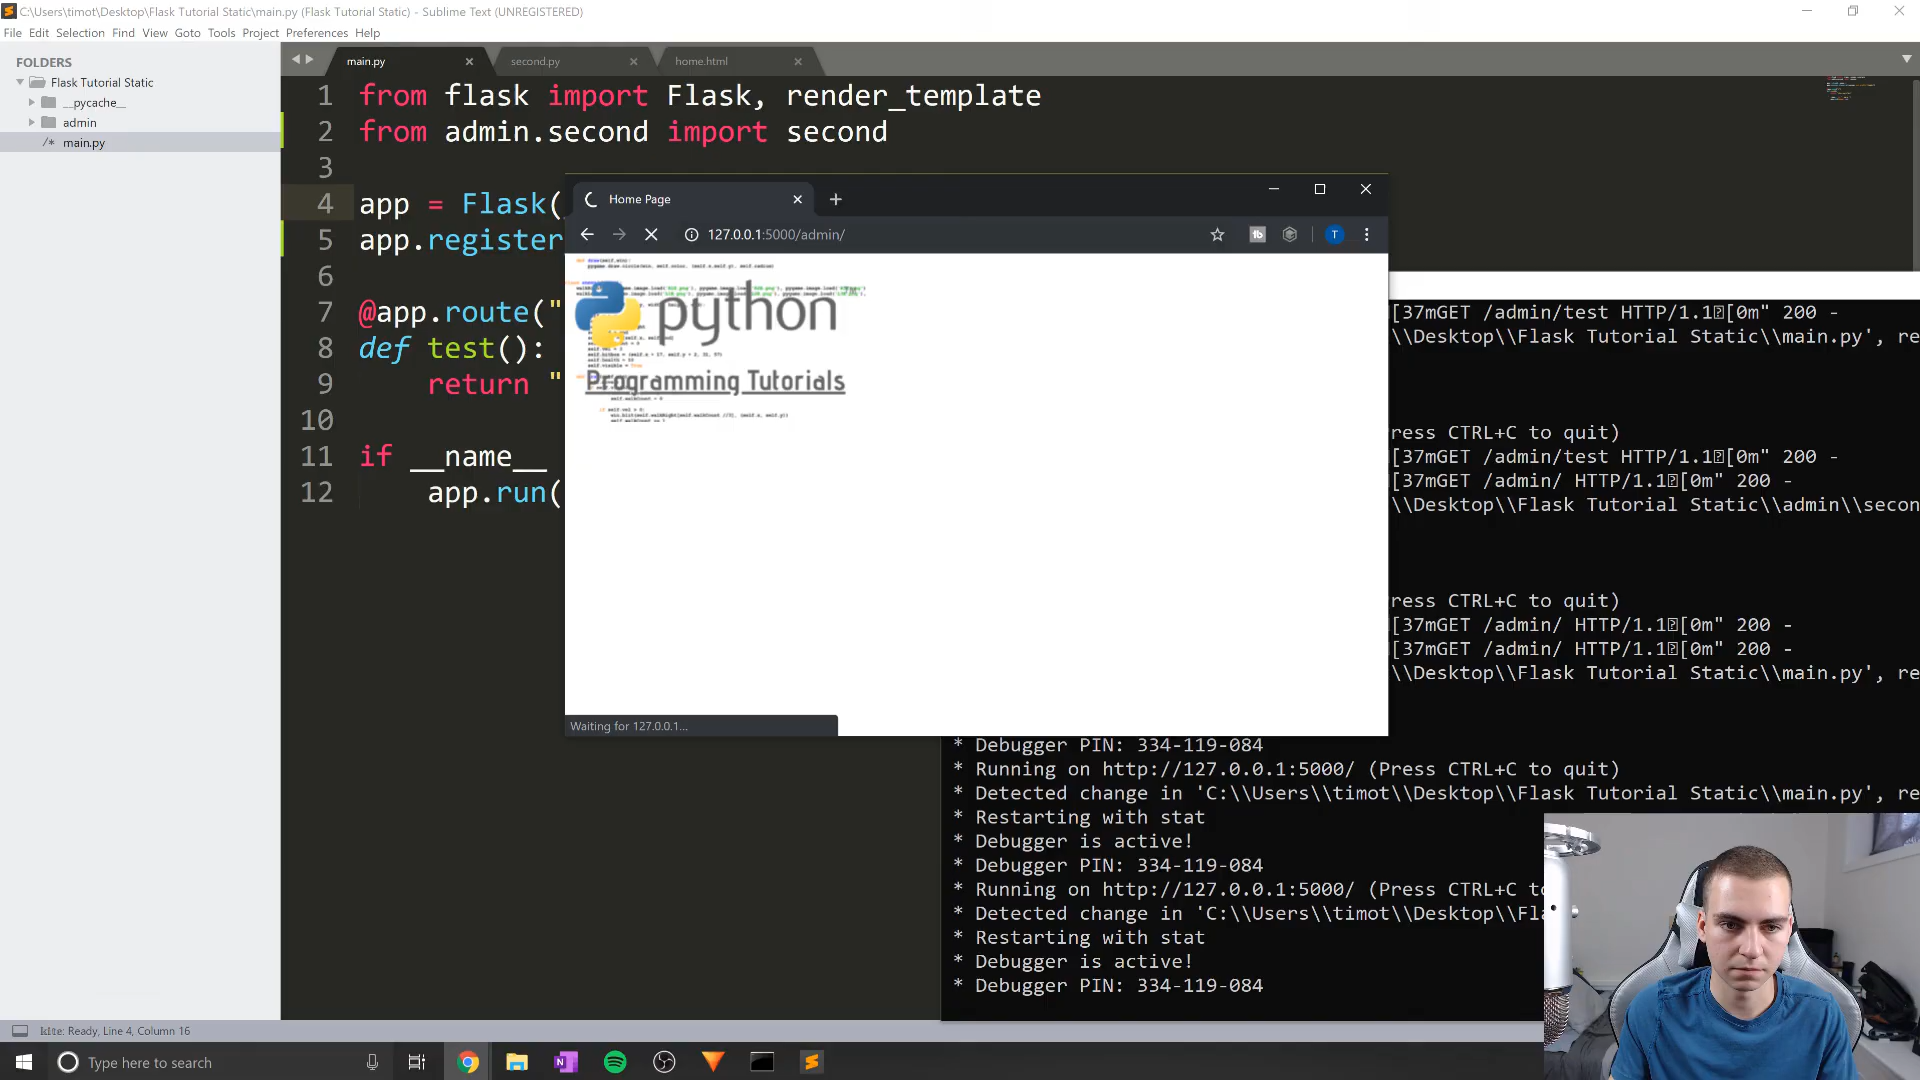 C:\Users\timot\Desktop\Flask Tutorial Static\main.py (Flask Tutorial Static) - Sublime Text (UNREGISTERED)
File Edit Selection Find View Goto Tools Project Preferences Help
FOLDERS
Flask Tutorial Static
__pycache__
admin
/* main.py
main.py
second.py
home.html
1 from flask import Flask, render_template
2 from admin.second import second
3
4 app = Flask(
5 app.register
6
7 @app.route("
8 def test():
9 return "
10
11 if __name__
12 app.run(
Home Page
127.0.0.1:5000/admin/
T
python
Programming Tutorials
Waiting for 127.0.0.1...
[37mGET /admin/test HTTP/1.1[0m" 200 -
\\Desktop\\Flask Tutorial Static\\main.py', re
ress CTRL+C to quit)
[37mGET /admin/test HTTP/1.1[0m" 200 -
[37mGET /admin/ HTTP/1.1[0m" 200 -
\\Desktop\\Flask Tutorial Static\\admin\\secon
ress CTRL+C to quit)
[37mGET /admin/ HTTP/1.1[0m" 200 -
[37mGET /admin/ HTTP/1.1[0m" 200 -
\\Desktop\\Flask Tutorial Static\\main.py', re
* Debugger PIN: 334-119-084
* Running on http://127.0.0.1:5000/ (Press CTRL+C to quit)
* Detected change in 'C:\\Users\\timot\\Desktop\\Flask Tutorial Static\\main.py', re
* Restarting with stat
* Debugger is active!
* Debugger PIN: 334-119-084
* Running on http://127.0.0.1:5000/ (Press CTRL+C to
* Detected change in 'C:\\Users\\timot\\Desktop\\Fl
* Restarting with stat
* Debugger is active!
* Debugger PIN: 334-119-084
kite: Ready, Line 4, Column 16
Type here to search